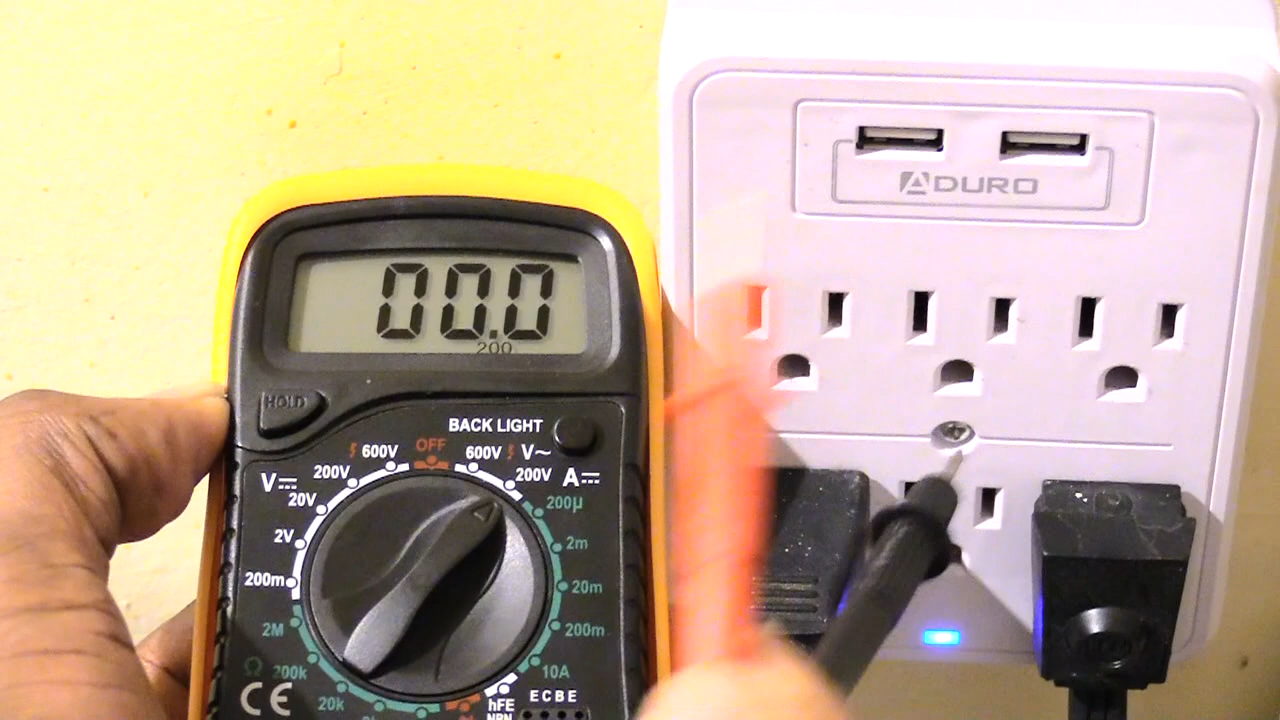 ADURO
00.0
200
HOLD
BACK LIGHT
600V OFF 600V V~
200V 200V A
V
20V 200µ
2V 2m
200m 20m
2M 200m
Ω 200k 10A
20k hFE
CE
ECBE